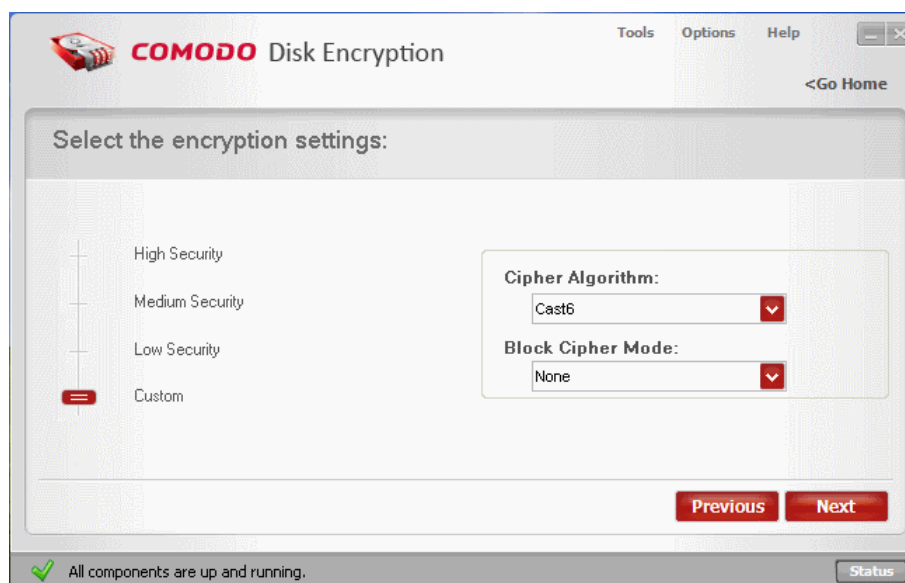 Tools Options Help
COMODO Disk Encryption
<Go Home
Select the encryption settings:
High Security
Medium Security
Low Security
Custom
Cipher Algorithm:
Cast6
Block Cipher Mode:
None
Previous Next
All components are up and running.
Status